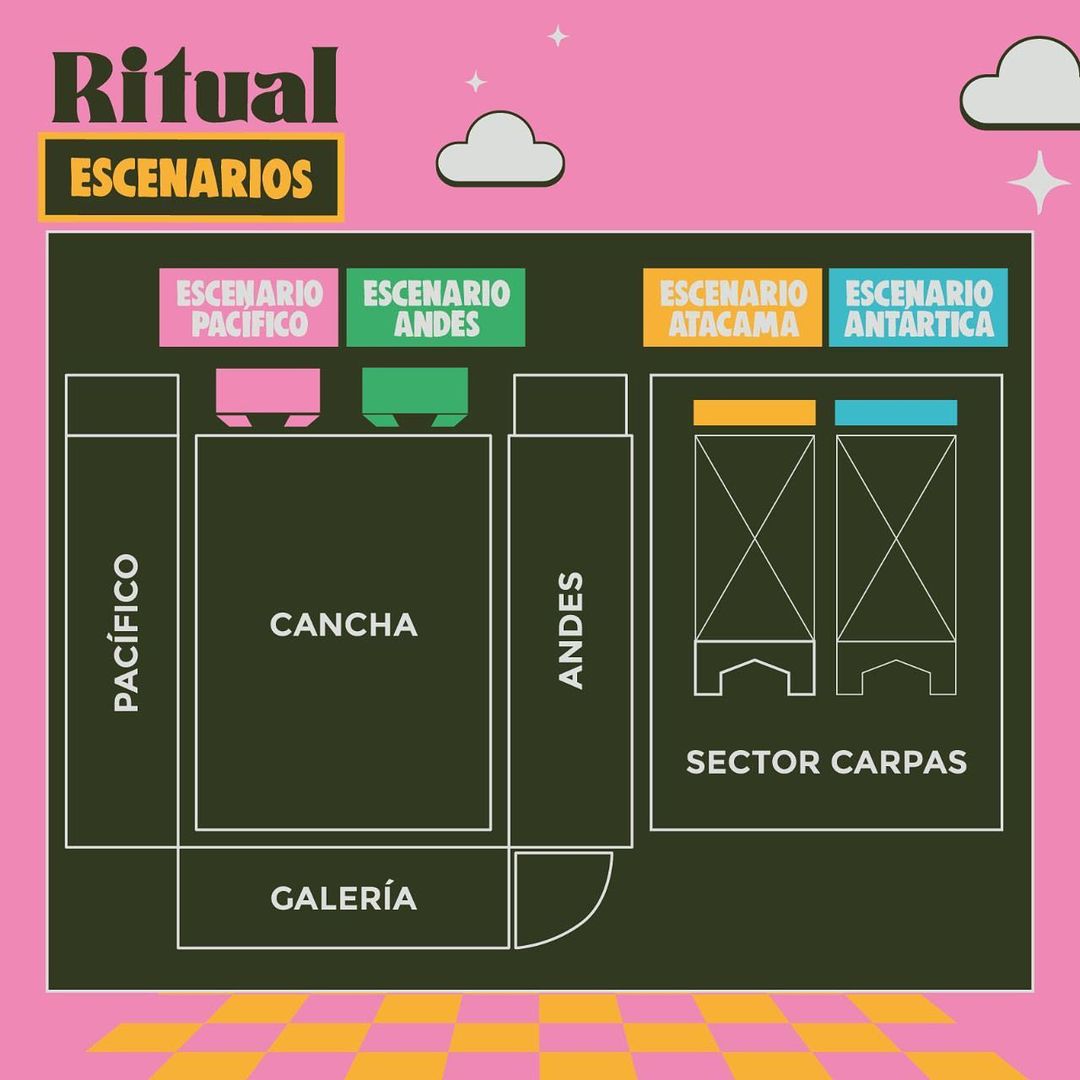 Ritual
ESCENARIOS
ESCENARIO
PACÍFICO
ESCENARIO
ANDES
ESCENARIO
ATACAMA
ESCENARIO
ANTÁRTICA
PACÍFICO
CANCHA
ANDES
SECTOR CARPAS
GALERÍA